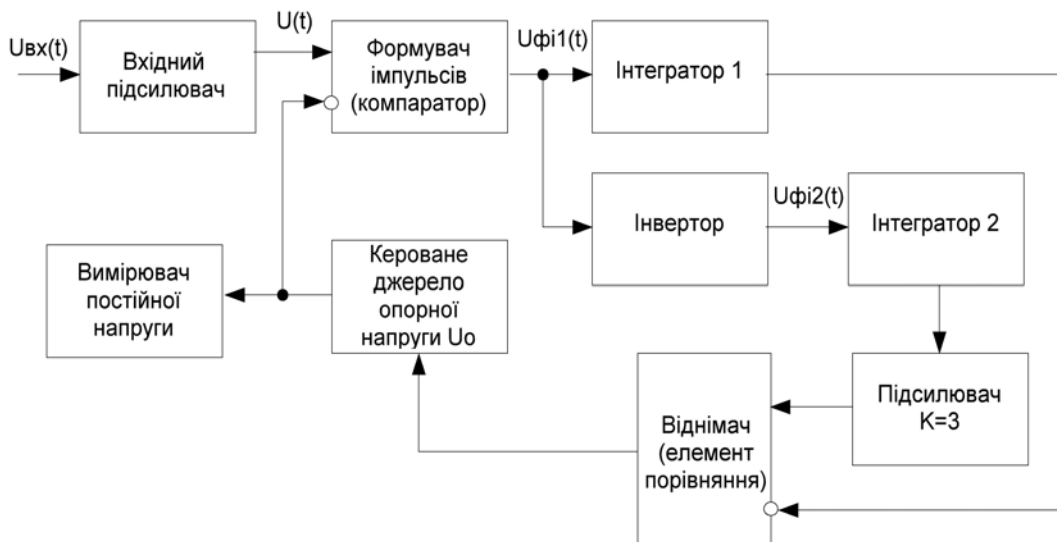 Uвх(t)
Вхідний
підсилювач
U(t)
Формувач
імпульсів
(компаратор)
Uфі1(t)
Інтегратор 1
Інвертор
Uфі2(t)
Інтегратор 2
Вимірювач
постійної
напруги
Кероване
джерело
опорної
напруги Uo
Віднімач
(елемент
порівняння)
Підсилювач
K=3